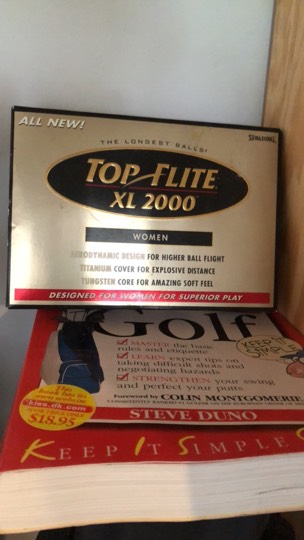 ALL NEW!
SPALDING
THE LONGEST BALLS!
TOP FLITE
XL 2000
WOMEN
AERODYNAMIC DESIGN FOR HIGHER BALL FLIGHT
TITANIUM COVER FOR EXPLOSIVE DISTANCE
TUNGSTEN CORE FOR AMAZING SOFT FEEL
DESIGNED FOR WOMEN FOR SUPERIOR PLAY
Golf
KEEP IT
SIMPLE
MASTER the basic
rules and etiquette
LEARN expert tips on
taking difficult shots and
negotiating hazards
STRENGTHEN your swing
and perfect your putts
Foreword by COLIN MONTGOMERIE
STEVE DUNO
$18.95
KEEP IT SIMPLE